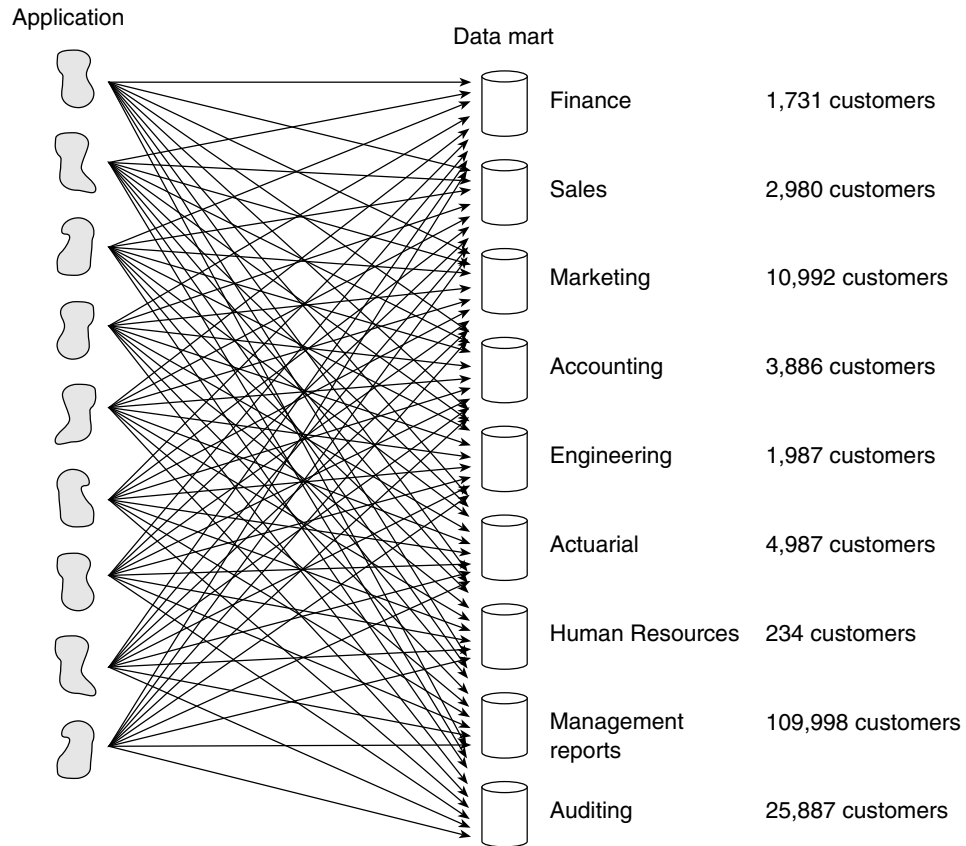 Application
Data mart
Finance 1,731 customers
Sales 2,980 customers
Marketing 10,992 customers
Accounting 3,886 customers
Engineering 1,987 customers
Actuarial 4,987 customers
Human Resources 234 customers
Management 109,998 customers
reports
Auditing 25,887 customers